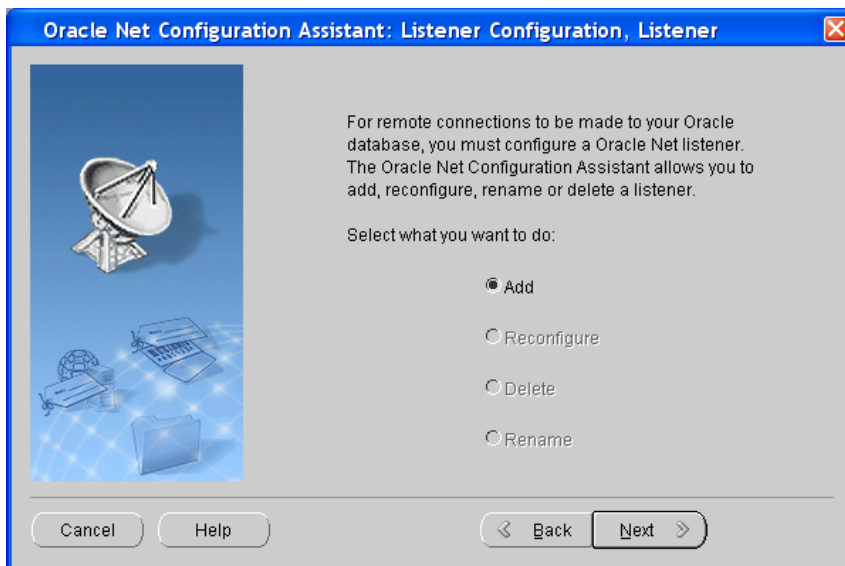 Oracle Net Configuration Assistant: Listener Configuration, Listener
For remote connections to be made to your Oracle
database, you must configure a Oracle Net listener.
The Oracle Net Configuration Assistant allows you to
add, reconfigure, rename or delete a listener.
Select what you want to do:
Add
Reconfigure
Delete
Rename
Cancel
Help
Back
Next